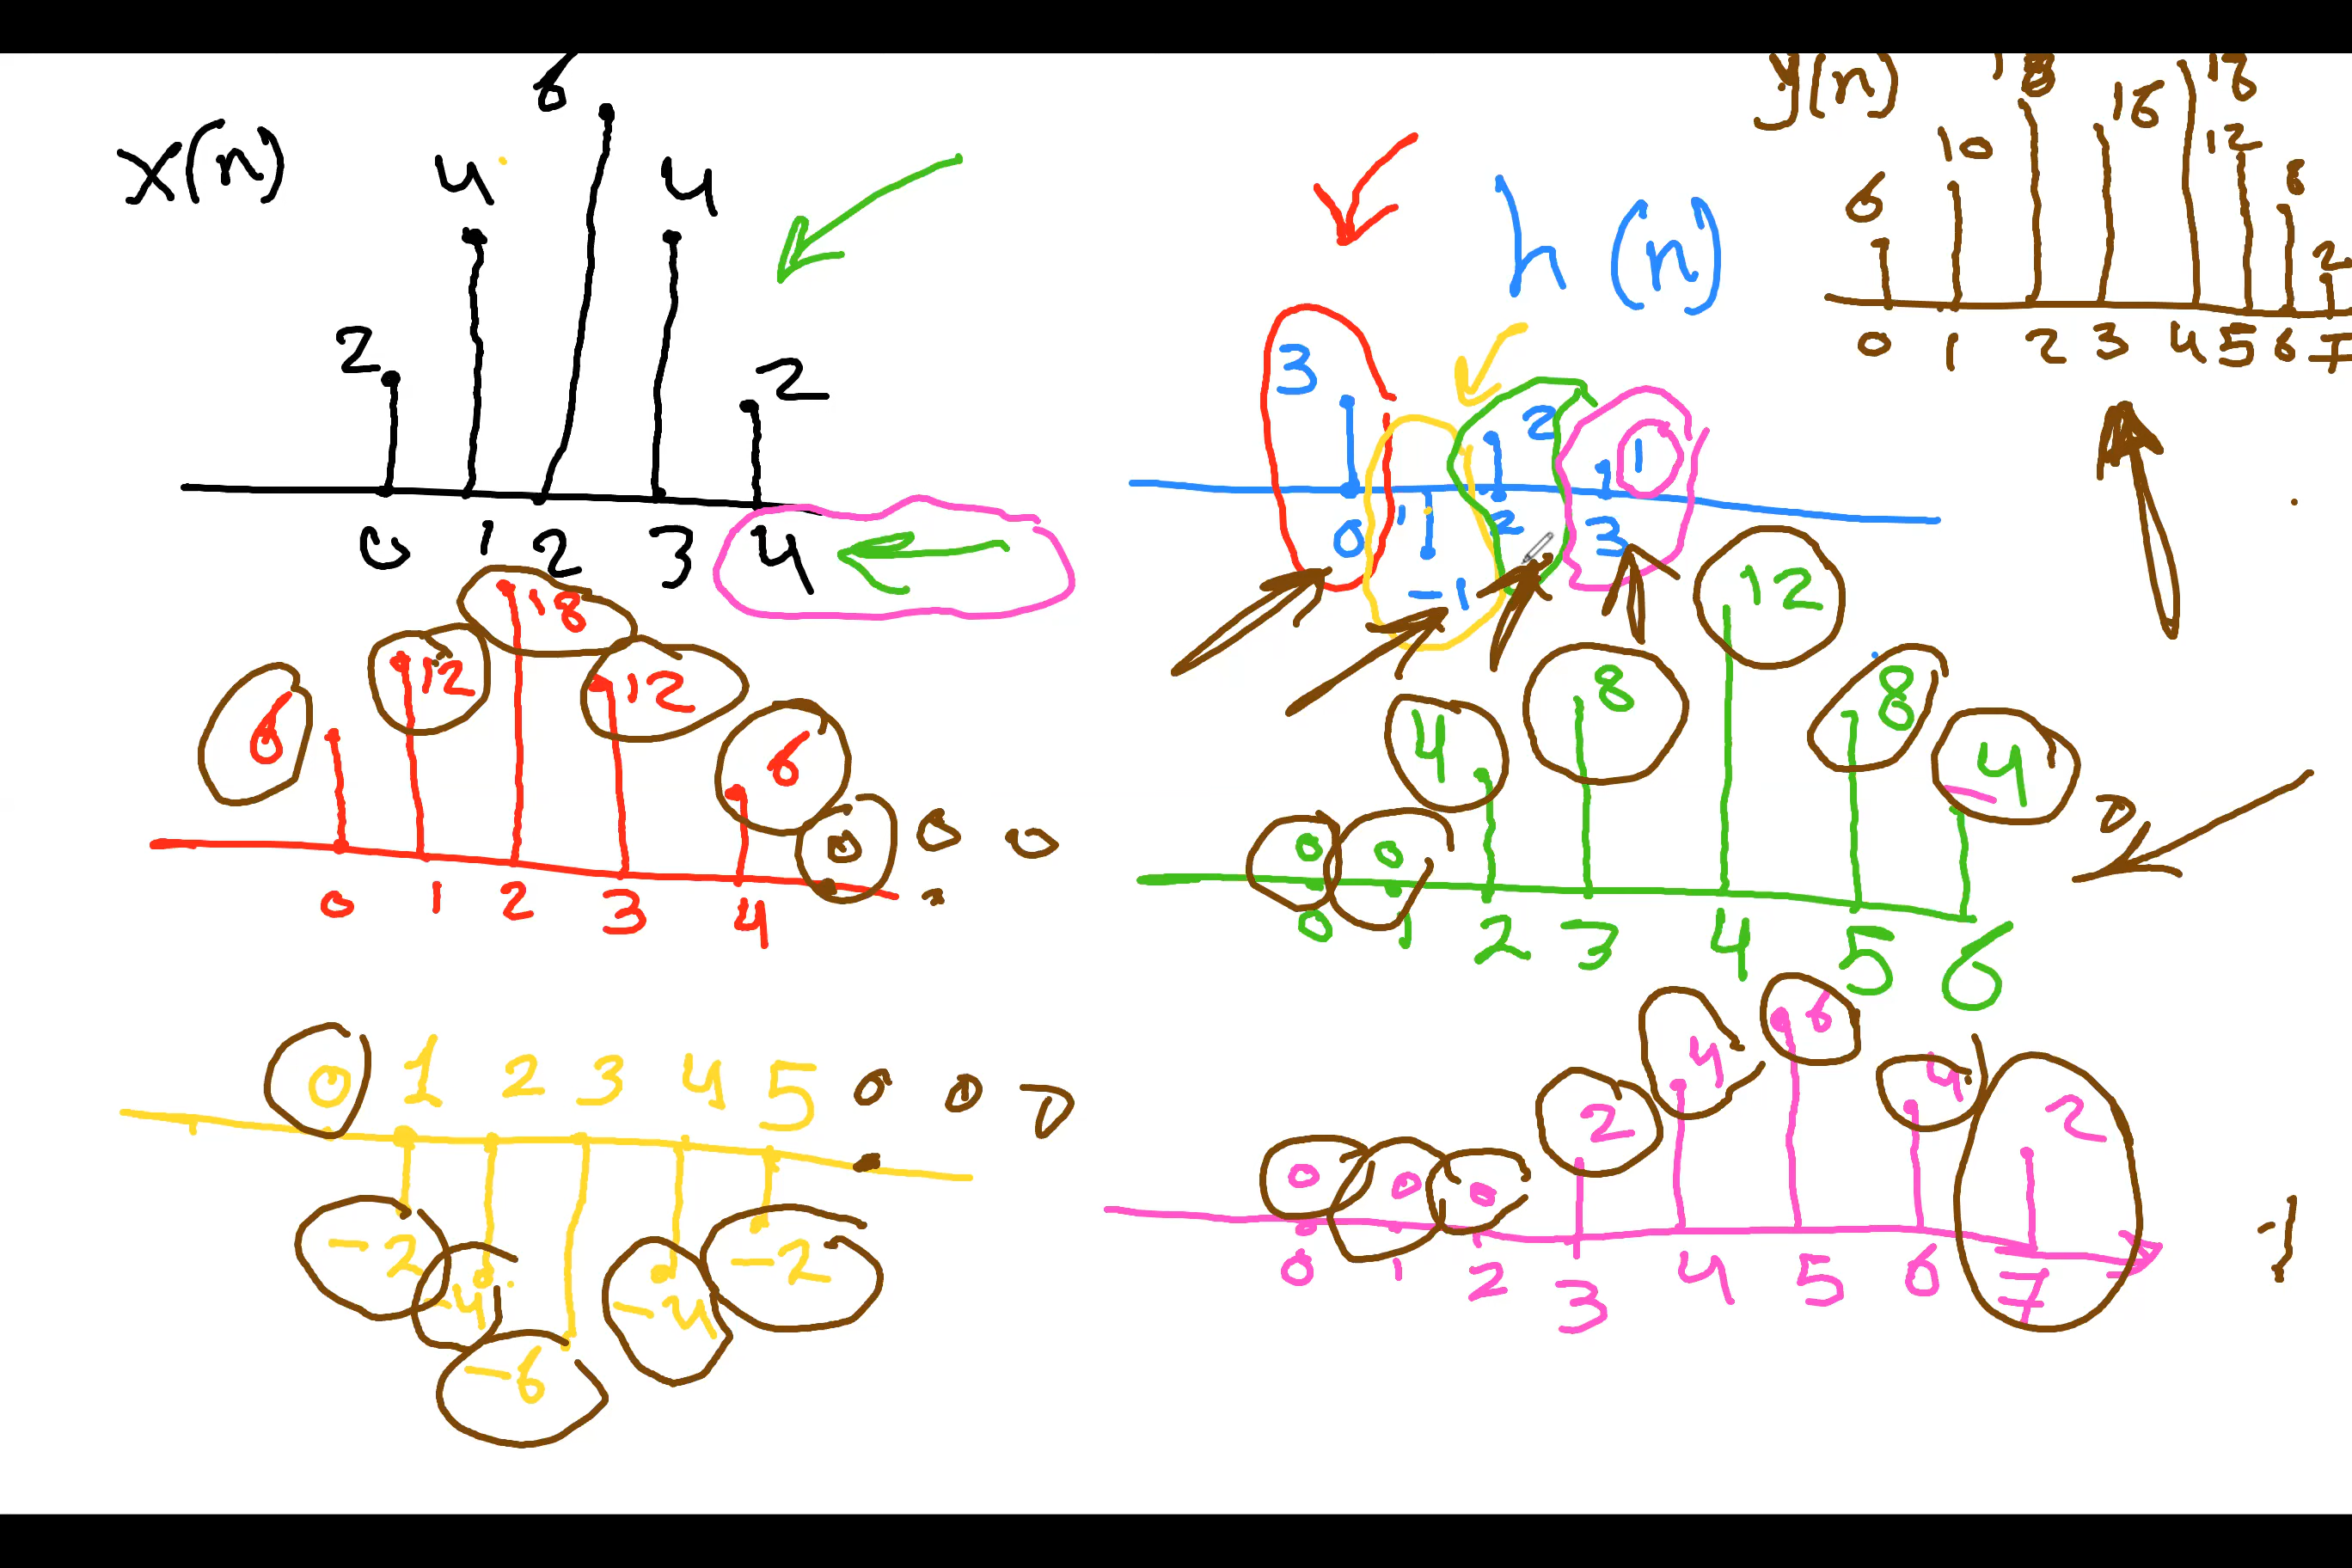 x(n)
2 4 6 4 2
0 1 2 3 4
h(n)
3 -1 2 1
0 1 2 3
y(n)
6 10 18 16 18 12 8 2
0 1 2 3 4 5 6 7
6 12 18 12 6 0 0 0
0 1 2 3 4
0 0 4 8 12 8 4
0 1 2 3 4 5 6
0 1 2 3 4 5 0 0
-2 -4 -6 -4 -2
0 0 0 2 4 6 4 2
0 1 2 3 4 5 6 7